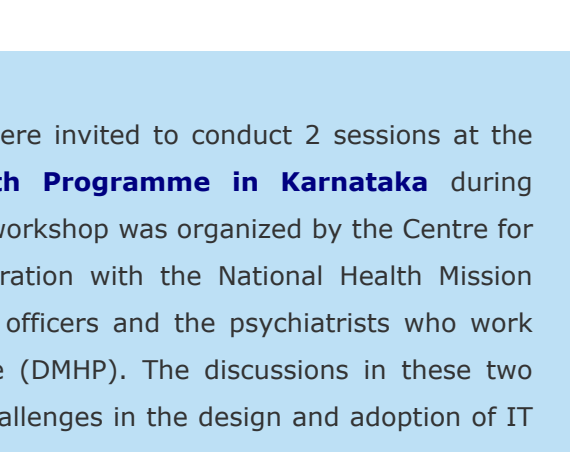 ere invited to conduct 2 sessions at the
th Programme in Karnataka during
workshop was organized by the Centre for
ration with the National Health Mission
officers and the psychiatrists who work
e (DMHP). The discussions in these two
allenges in the design and adoption of IT